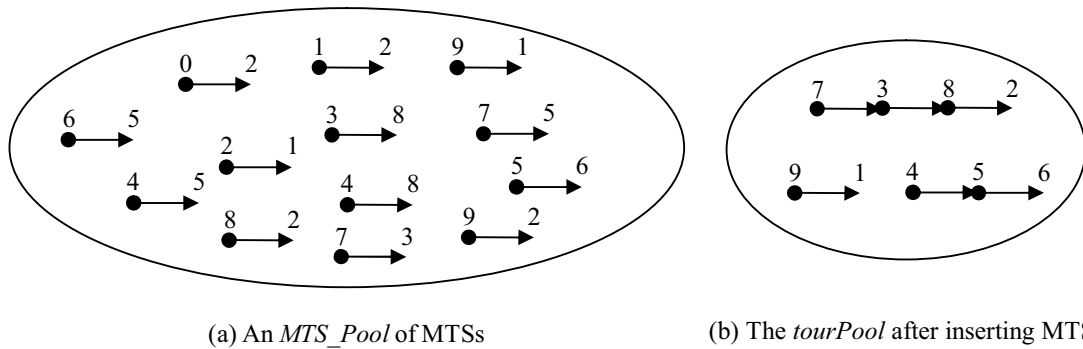 1 2 9 1
0 2
7 3 8 2
6 5 3 8 7 5
2 1 5 6
4 5 4 8
9 1 4 5 6
8 2 7 3 9 2
(a) An MTS_Pool of MTSs (b) The tourPool after inserting MTS